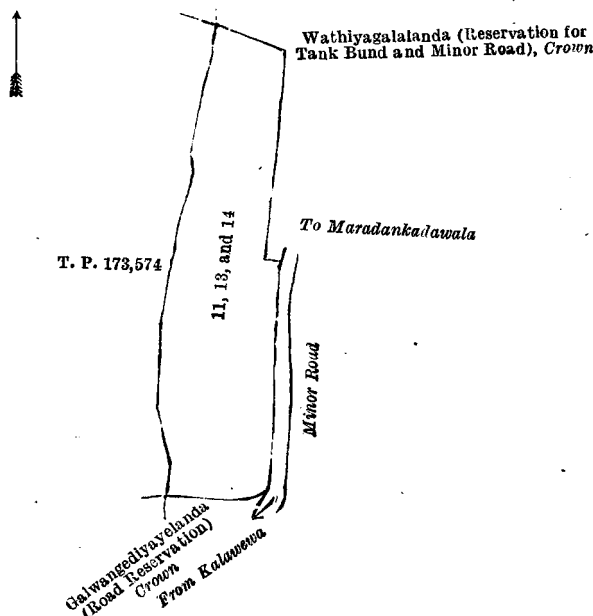 Wathiyagalalanda (Reservation for
Tank Bund and Minor Road), Crown
To Maradankadawala
T. P. 173,574
11, 13, and 14
Minor Road
Galwangediyayelanda
(Road Reservation)
Crown
From Kalawewa